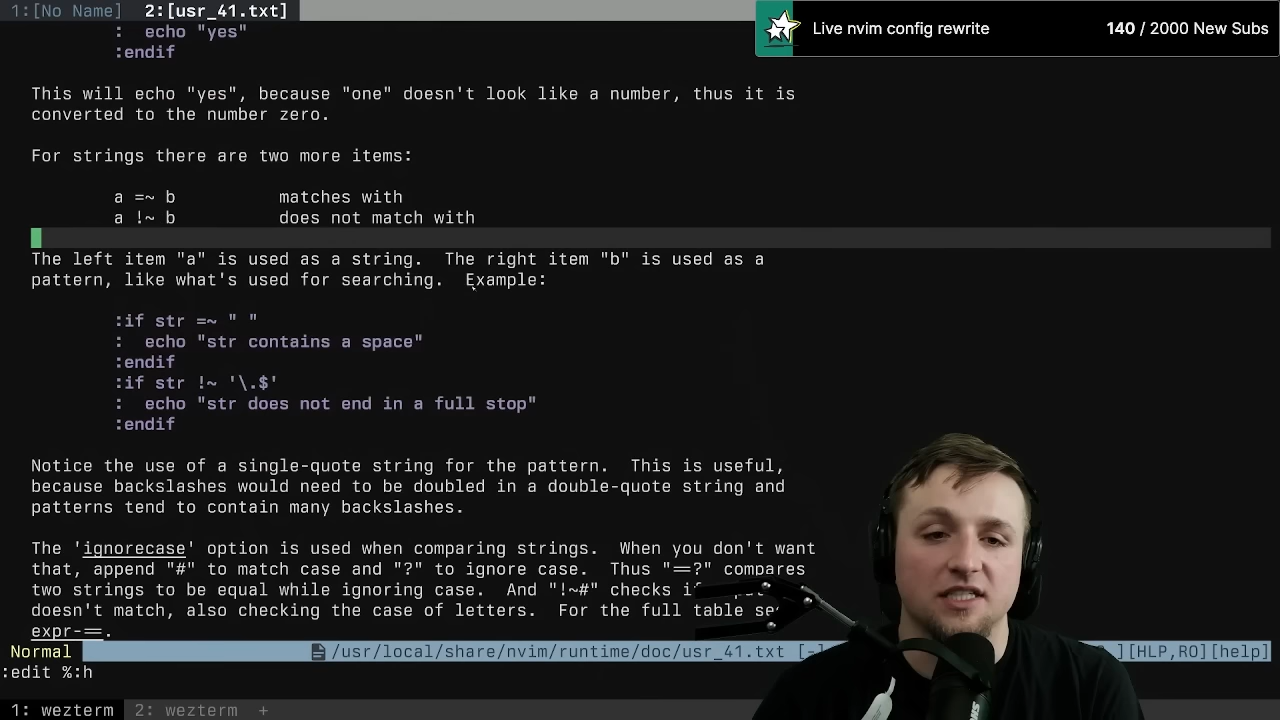 1:[No Name]  2:[usr_41.txt]
Live nvim config rewrite 140 / 2000 New Subs
:  echo "yes"
:endif
This will echo "yes", because "one" doesn't look like a number, thus it is
converted to the number zero.
For strings there are two more items:
a =~ b          matches with
a !~ b          does not match with
The left item "a" is used as a string.  The right item "b" is used as a
pattern, like what's used for searching.  Example:
:if str =~ " "
:  echo "str contains a space"
:endif
:if str !~ '\.$'
:  echo "str does not end in a full stop"
:endif
Notice the use of a single-quote string for the pattern.  This is useful,
because backslashes would need to be doubled in a double-quote string and
patterns tend to contain many backslashes.
The 'ignorecase' option is used when comparing strings.  When you don't want
that, append "#" to match case and "?" to ignore case.  Thus "==?" compares
two strings to be equal while ignoring case.  And "!~#" checks
doesn't match, also checking the case of letters.  For the full table
expr-==.
Normal /usr/local/share/nvim/runtime/doc/usr_41.txt [-] ][HLP,RO][help]
:edit %:h
1: wezterm  2: wezterm  +